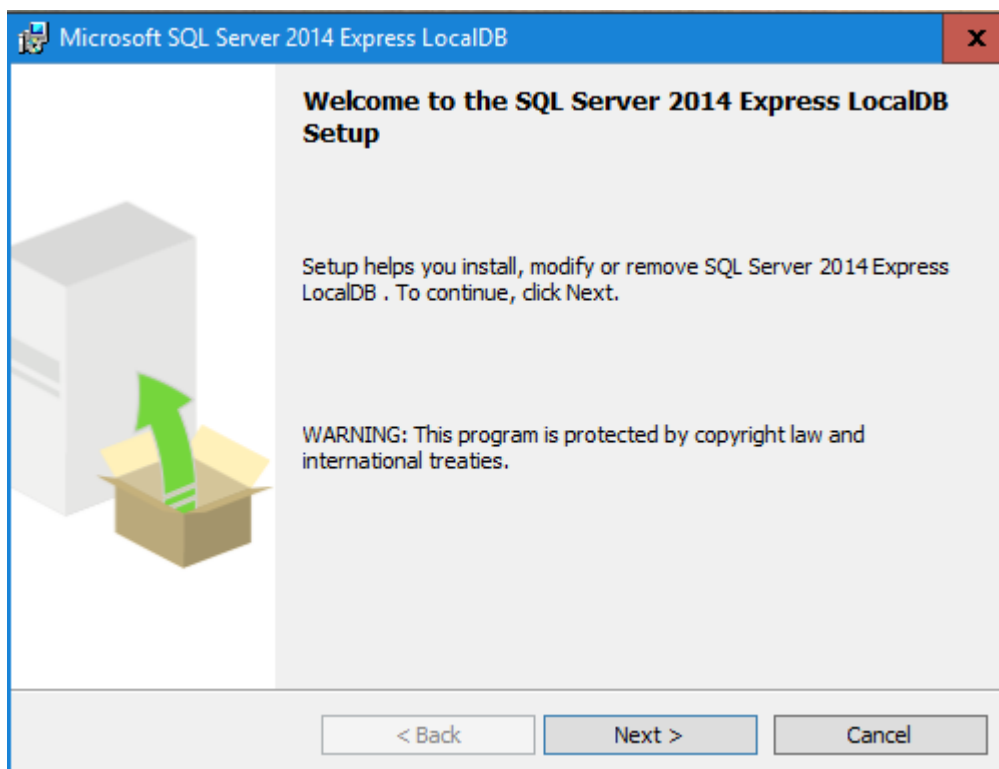 Microsoft SQL Server 2014 Express LocalDB
Welcome to the SQL Server 2014 Express LocalDB
Setup
Setup helps you install, modify or remove SQL Server 2014 Express
LocalDB . To continue, click Next.
WARNING: This program is protected by copyright law and
international treaties.
< Back
Next >
Cancel